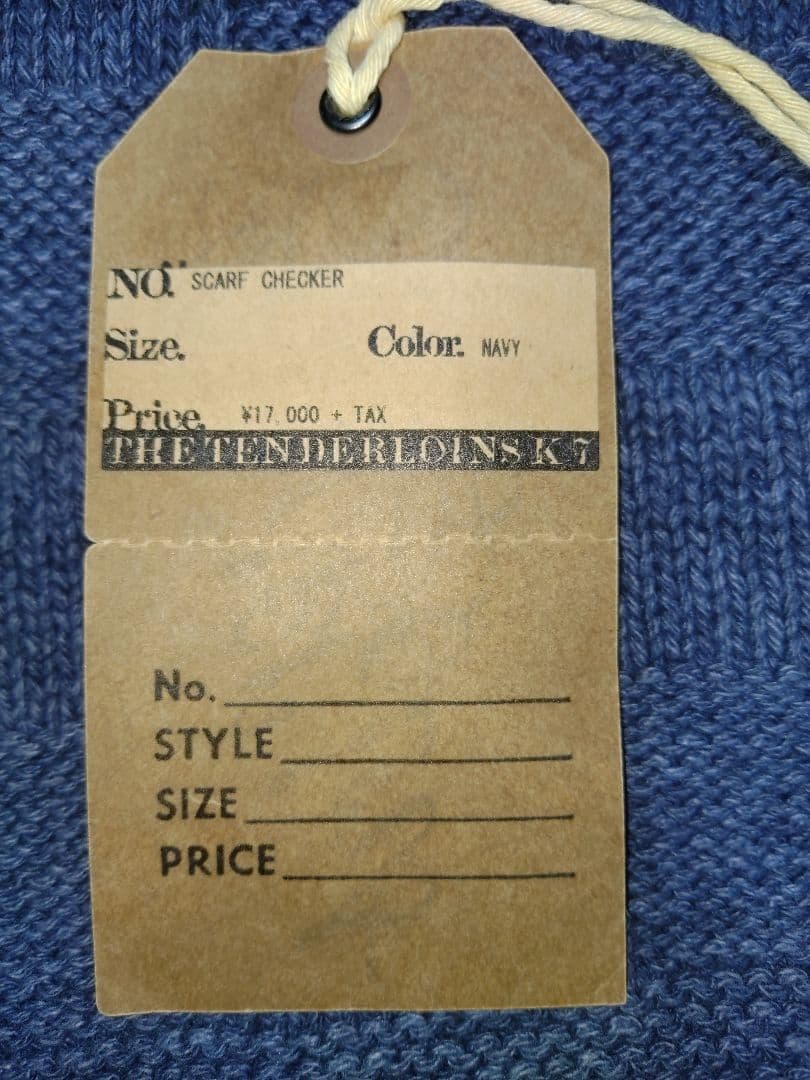 NO. SCARF CHECKER
Size. Color. NAVY
Price. ¥17,000 + TAX
THE TENDERLOINS K 7
No.
STYLE
SIZE
PRICE